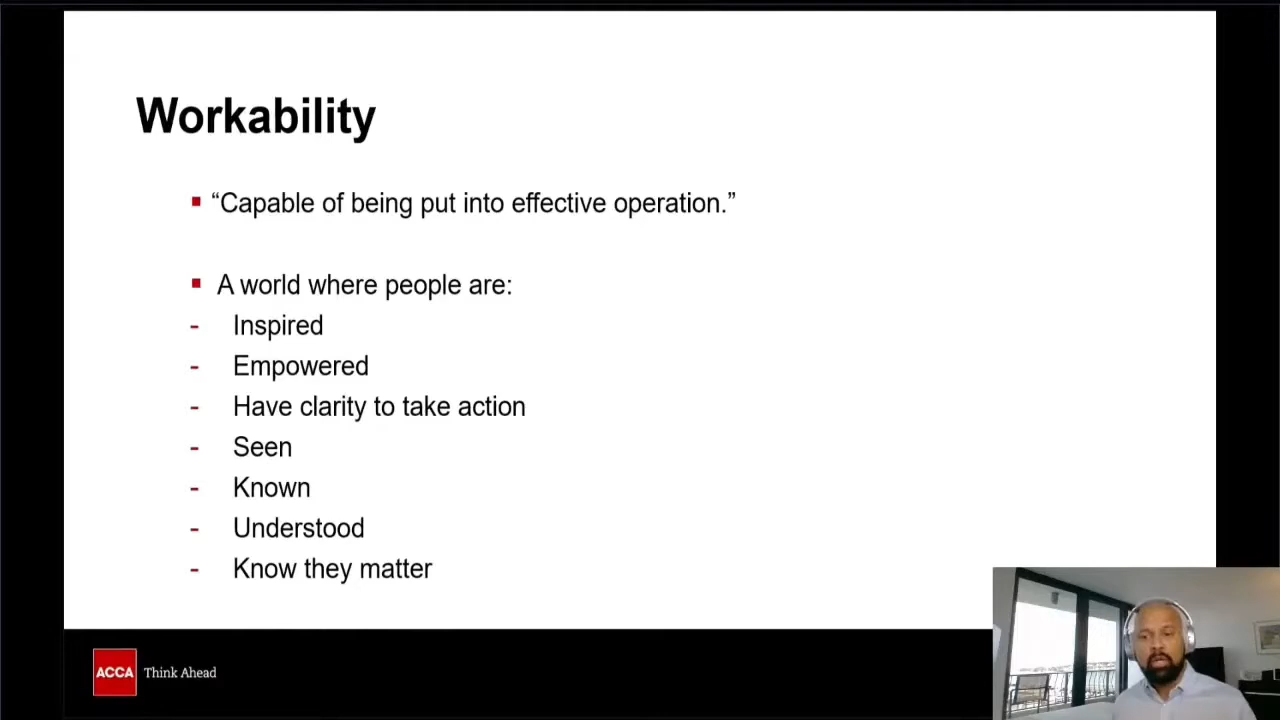 Workability
▪ “Capable of being put into effective operation.”
▪ A world where people are:
- Inspired
- Empowered
- Have clarity to take action
- Seen
- Known
- Understood
- Know they matter
ACCA Think Ahead